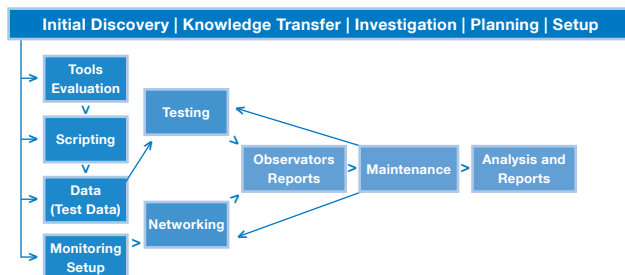 Initial Discovery | Knowledge Transfer | Investigation | Planning | Setup
Tools
Evaluation
Scripting
Data
(Test Data)
Monitoring
Setup
Testing
Networking
Observators
Reports
Maintenance
Analysis and
Reports